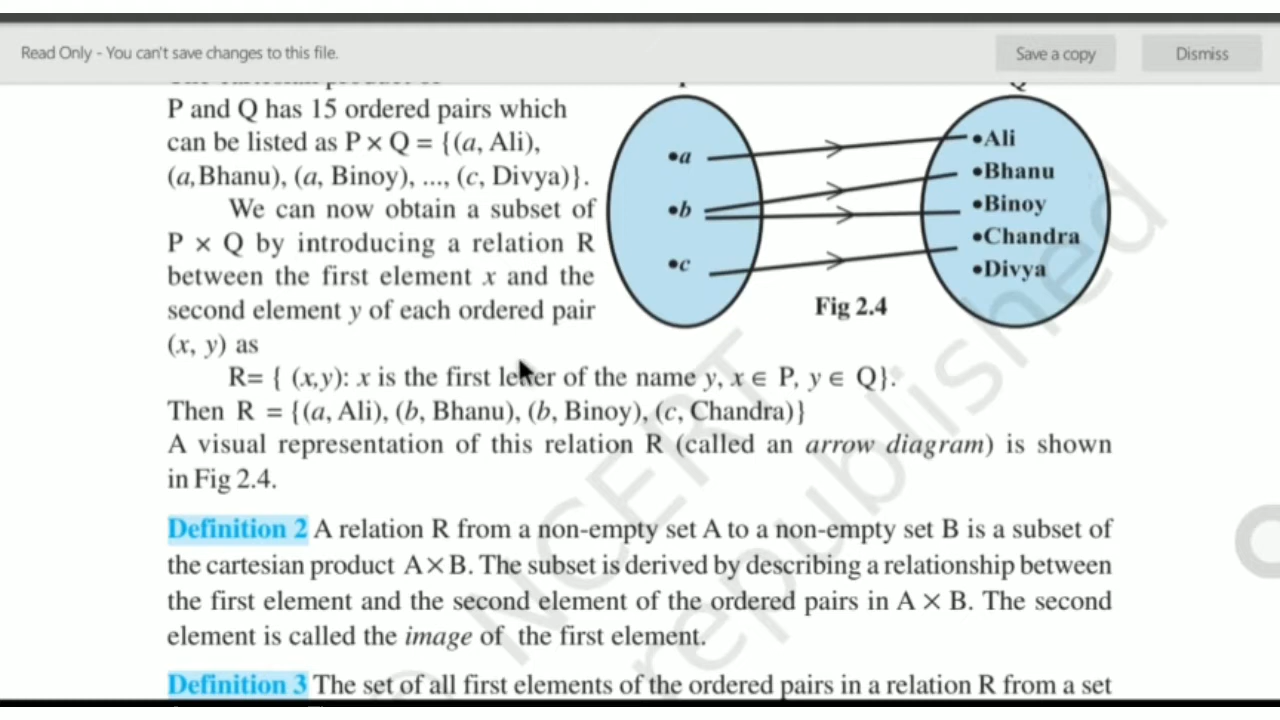 Read Only - You can't save changes to this file.
Save a copy
Dismiss
P and Q has 15 ordered pairs which
can be listed as P × Q = {(a, Ali),
(a,Bhanu), (a, Binoy), ..., (c, Divya)}.
We can now obtain a subset of
P × Q by introducing a relation R
between the first element x and the
second element y of each ordered pair
(x, y) as
•a
•b
•c
•Ali
•Bhanu
•Binoy
•Chandra
•Divya
Fig 2.4
R= { (x,y): x is the first letter of the name y, x ∈ P, y ∈ Q}.
Then R = {(a, Ali), (b, Bhanu), (b, Binoy), (c, Chandra)}
A visual representation of this relation R (called an arrow diagram) is shown
in Fig 2.4.
Definition 2 A relation R from a non-empty set A to a non-empty set B is a subset of
the cartesian product A × B. The subset is derived by describing a relationship between
the first element and the second element of the ordered pairs in A × B. The second
element is called the image of the first element.
Definition 3 The set of all first elements of the ordered pairs in a relation R from a set
NCERT
republished